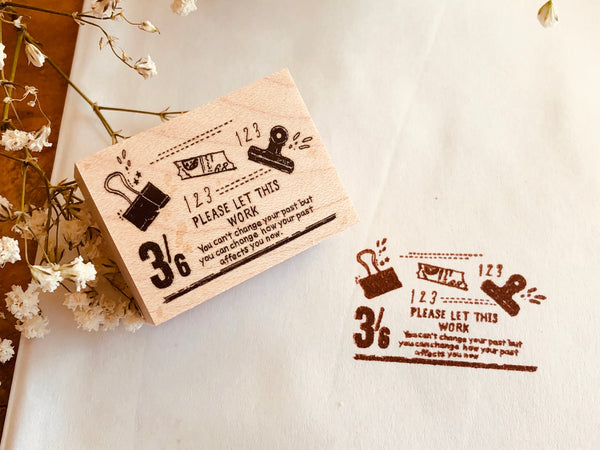 123
123
PLEASE LET THIS
WORK
3/6
You can't change your past but
you can change how your past
affects you now.
123
123
PLEASE LET THIS
WORK
3/6
You can't change your past but
you can change how your past
affects you now